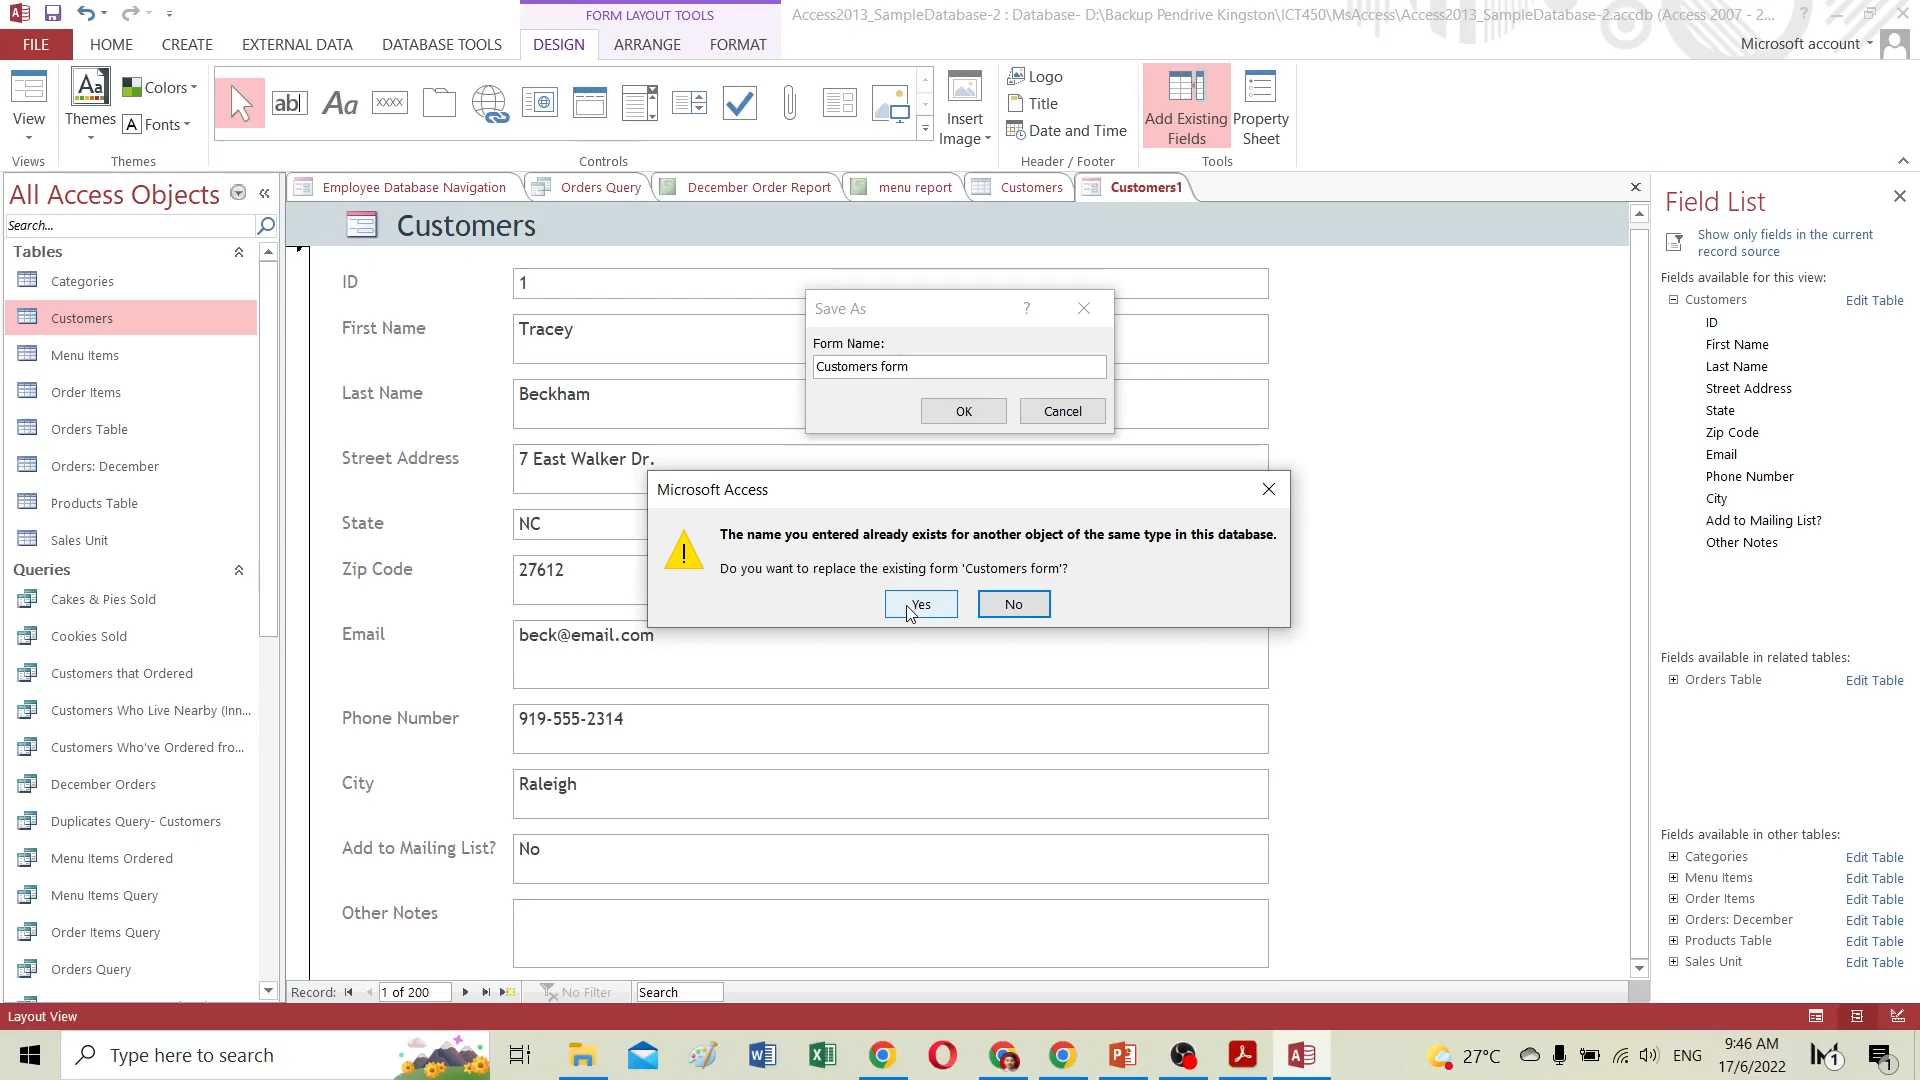 FORM LAYOUT TOOLS
Access2013_SampleDatabase-2 : Database- D:\Backup Pendrive Kingston\ICT450\MsAccess\Access2013_SampleDatabase-2.accdb (Access 2007 - 2...
FILE
HOME
CREATE
EXTERNAL DATA
DATABASE TOOLS
DESIGN
ARRANGE
FORMAT
Microsoft account
View
Views
Aa
Themes
Colors
A Fonts
Themes
ab
Aa
XXXX
Controls
Insert
Image
Logo
Title
Date and Time
Header / Footer
Add Existing
Fields
Property
Sheet
Tools
All Access Objects
Search...
Tables
Categories
Customers
Menu Items
Order Items
Orders Table
Orders: December
Products Table
Sales Unit
Queries
Cakes & Pies Sold
Cookies Sold
Customers that Ordered
Customers Who Live Nearby (Inn...
Customers Who've Ordered fro...
December Orders
Duplicates Query- Customers
Menu Items Ordered
Menu Items Query
Order Items Query
Orders Query
Employee Database Navigation
Orders Query
December Order Report
menu report
Customers
Customers1
Customers
ID
1
First Name
Tracey
Last Name
Beckham
Street Address
7 East Walker Dr.
State
NC
Zip Code
27612
Email
beck@email.com
Phone Number
919-555-2314
City
Raleigh
Add to Mailing List?
No
Other Notes
Save As
?
Form Name:
Customers form
OK
Cancel
Microsoft Access
The name you entered already exists for another object of the same type in this database.
Do you want to replace the existing form 'Customers form'?
Yes
No
Record:
1 of 200
No Filter
Search
Field List
Show only fields in the current
record source
Fields available for this view:
Customers
Edit Table
ID
First Name
Last Name
Street Address
State
Zip Code
Email
Phone Number
City
Add to Mailing List?
Other Notes
Fields available in related tables:
Orders Table
Edit Table
Fields available in other tables:
Categories
Edit Table
Menu Items
Edit Table
Order Items
Edit Table
Orders: December
Edit Table
Products Table
Edit Table
Sales Unit
Edit Table
Layout View
Type here to search
27°C
ENG
9:46 AM
17/6/2022
1
1